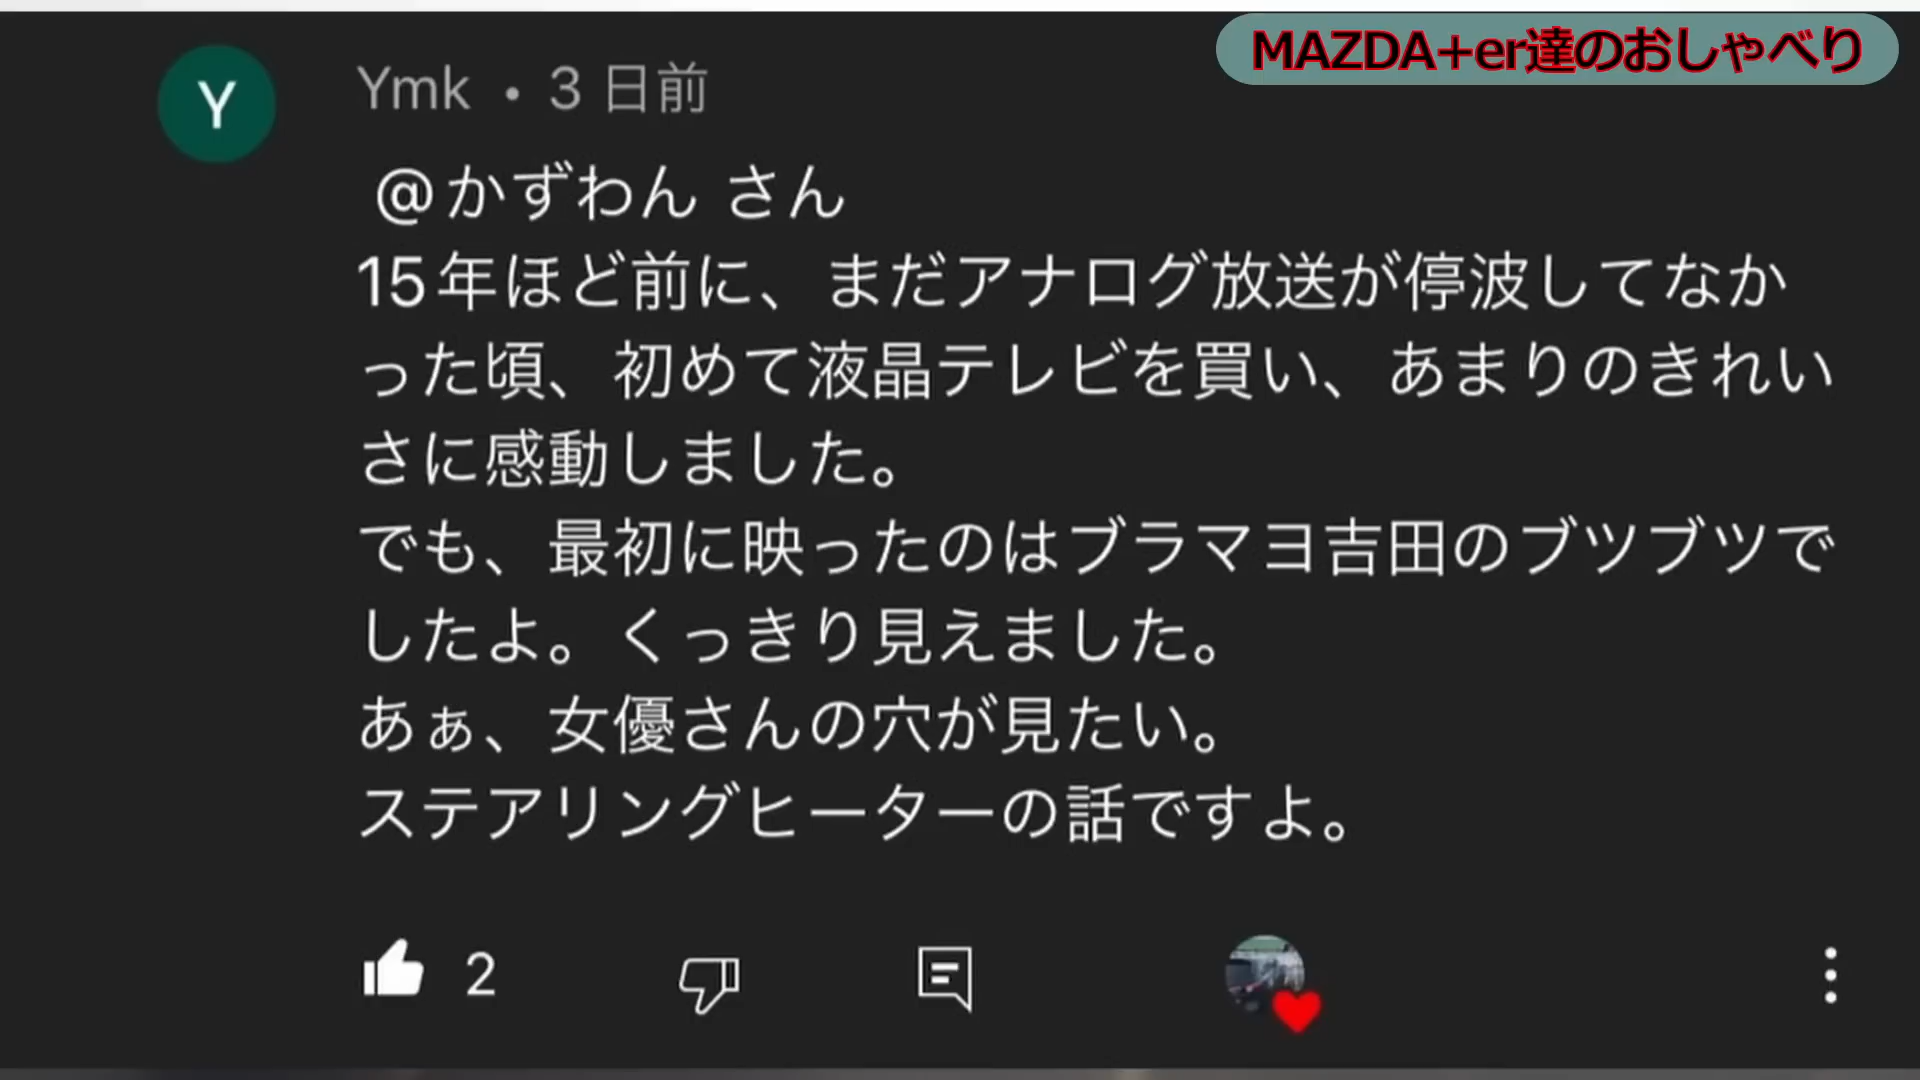 MAZDA+er達のおしゃべり
Y
Ymk • 3 日前
@かずわん さん
15年ほど前に、まだアナログ放送が停波してなか
った頃、初めて液晶テレビを買い、あまりのきれい
さに感動しました。
でも、最初に映ったのはブラマヨ吉田のブツブツで
したよ。くっきり見えました。
あぁ、女優さんの穴が見たい。
ステアリングヒーターの話ですよ。
2